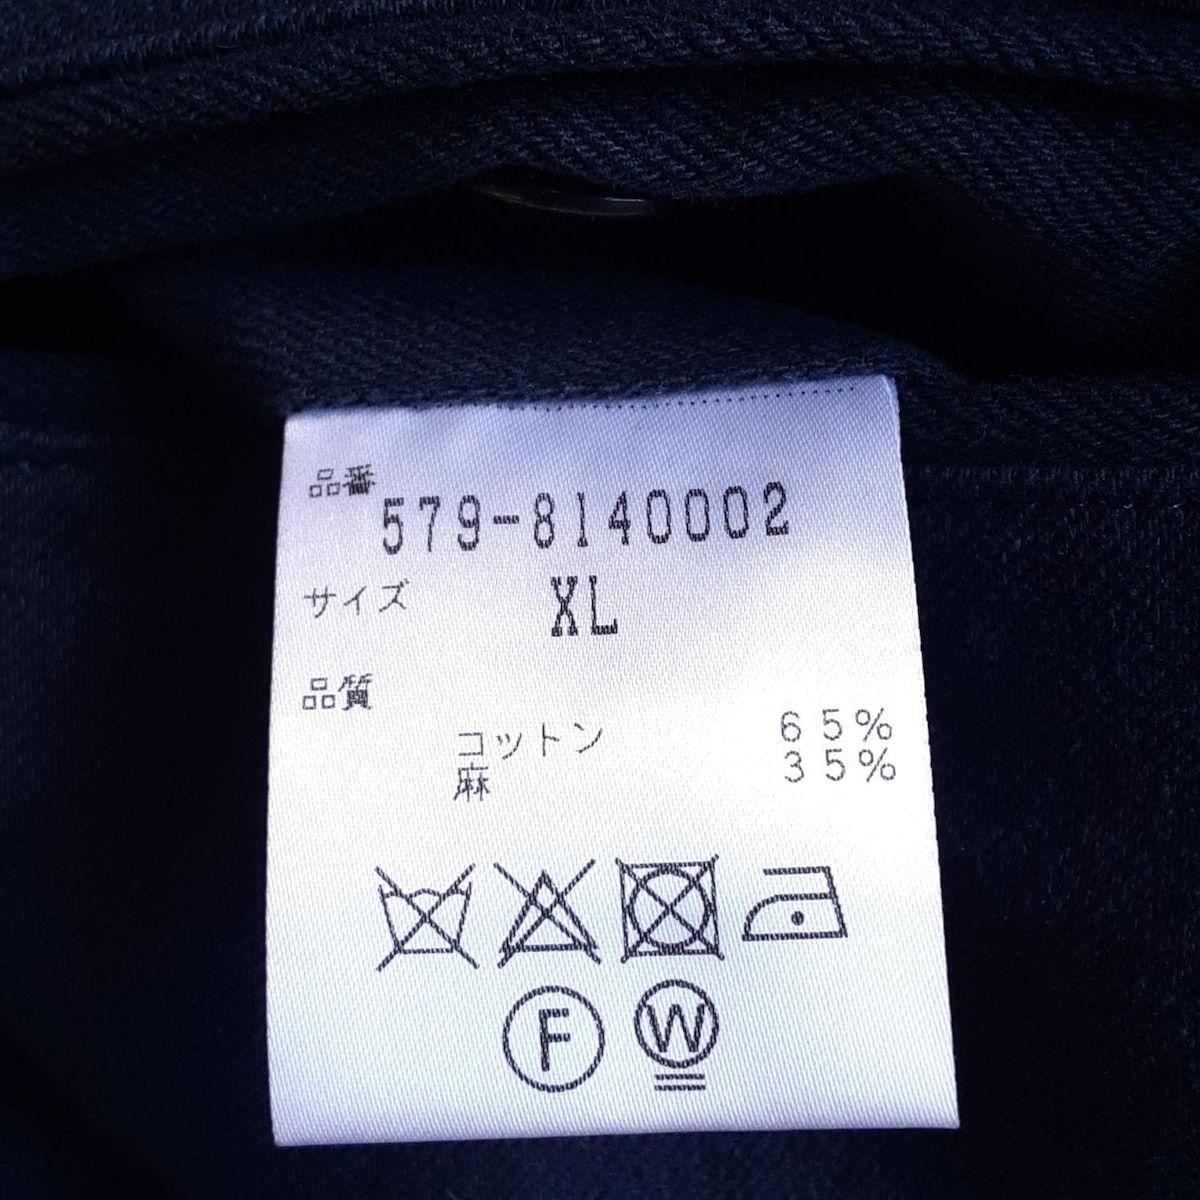 品番
579-8140002
サイズ XL
品質
コットン 65%
麻 35%
F W